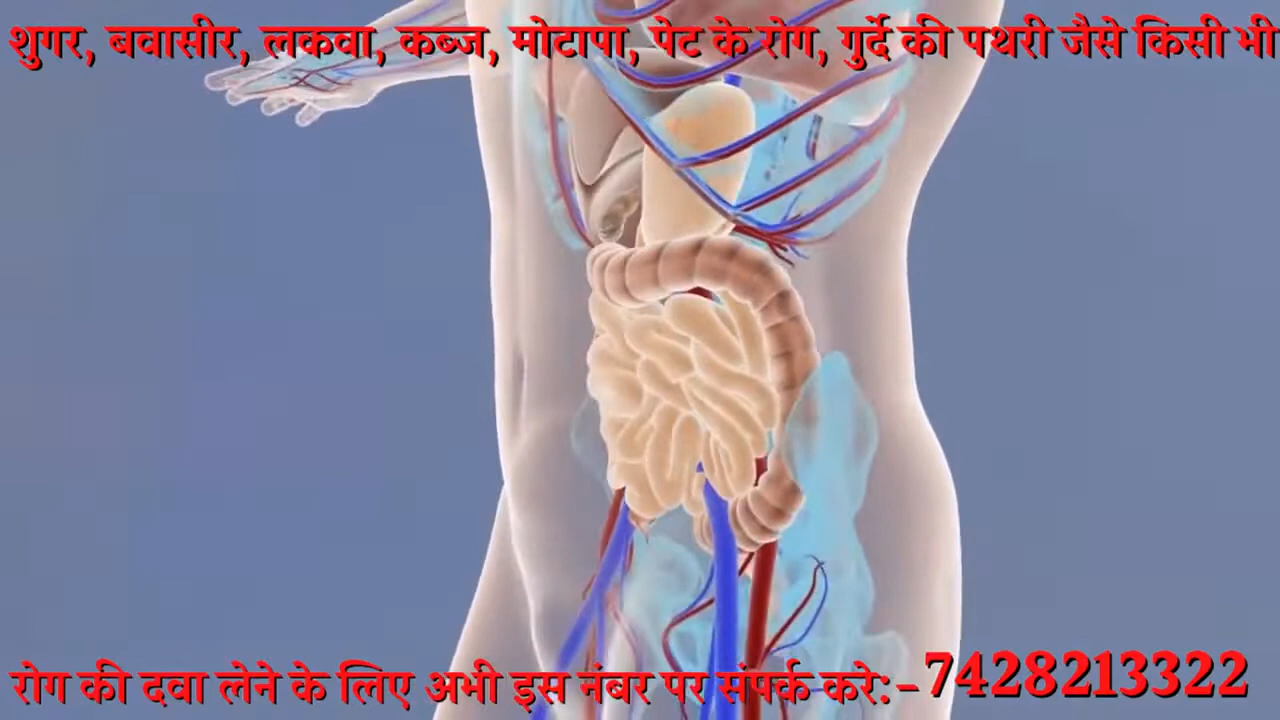 शुगर, बवासीर, लकवा, कब्ज, मोटापा, पेट के रोग, गुर्दे की पथरी जैसे किसी भी
रोग की दवा लेने के लिए अभी इस नंबर पर संपर्क करे:-7428213322